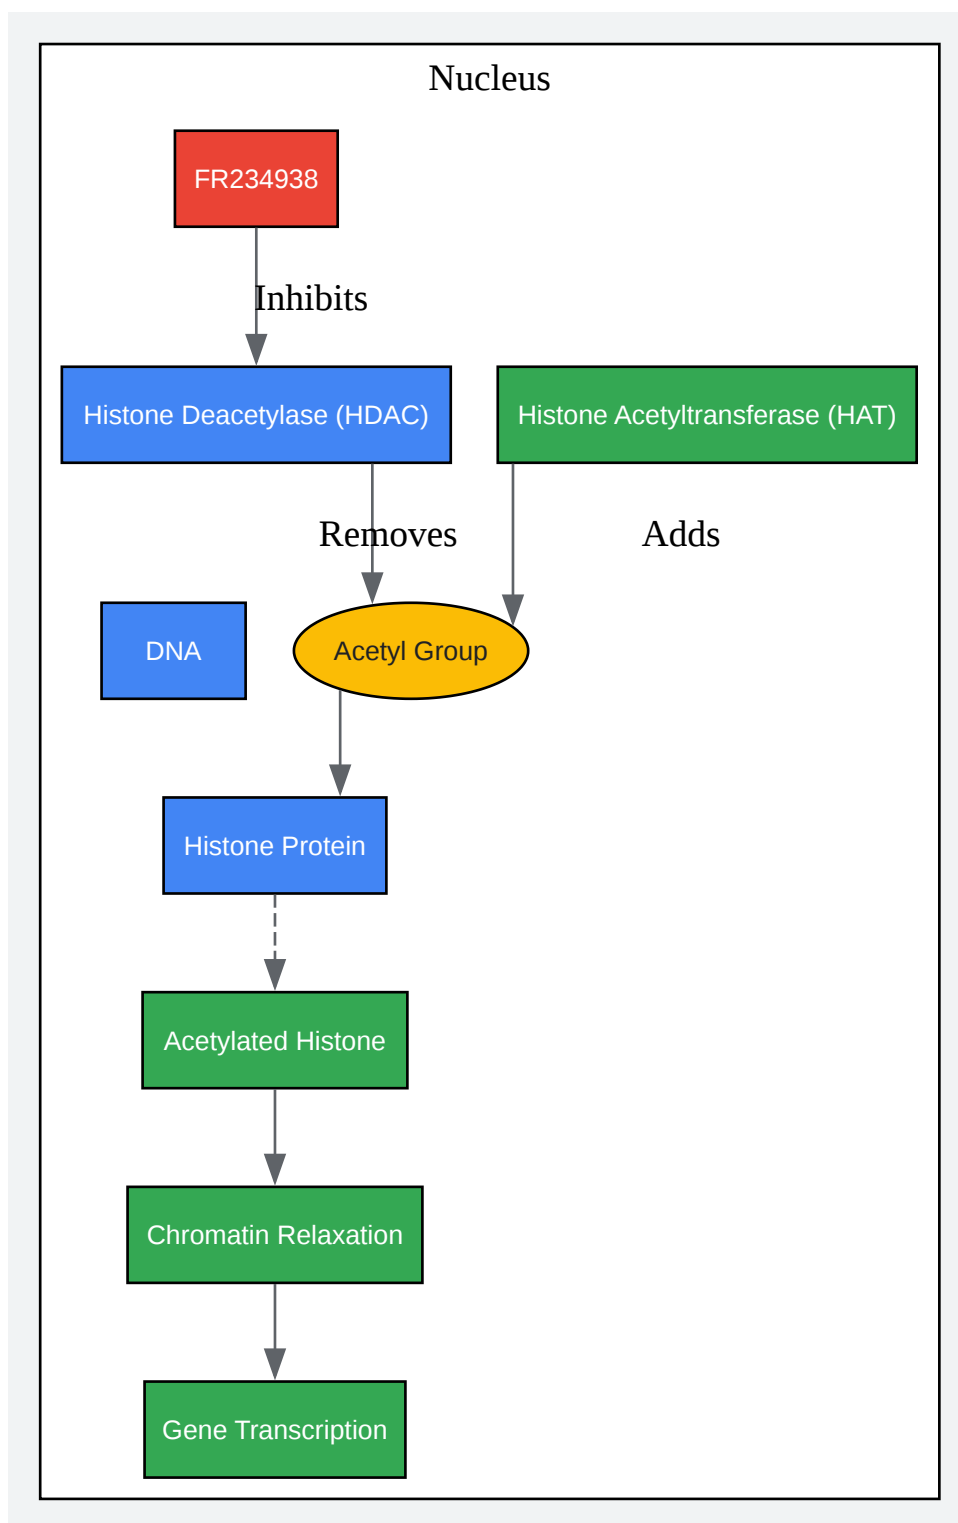 Nucleus
FR234938
Inhibits
Histone Deacetylase (HDAC)
Histone Acetyltransferase (HAT)
Removes
Adds
DNA
Acetyl Group
Histone Protein
Acetylated Histone
Chromatin Relaxation
Gene Transcription